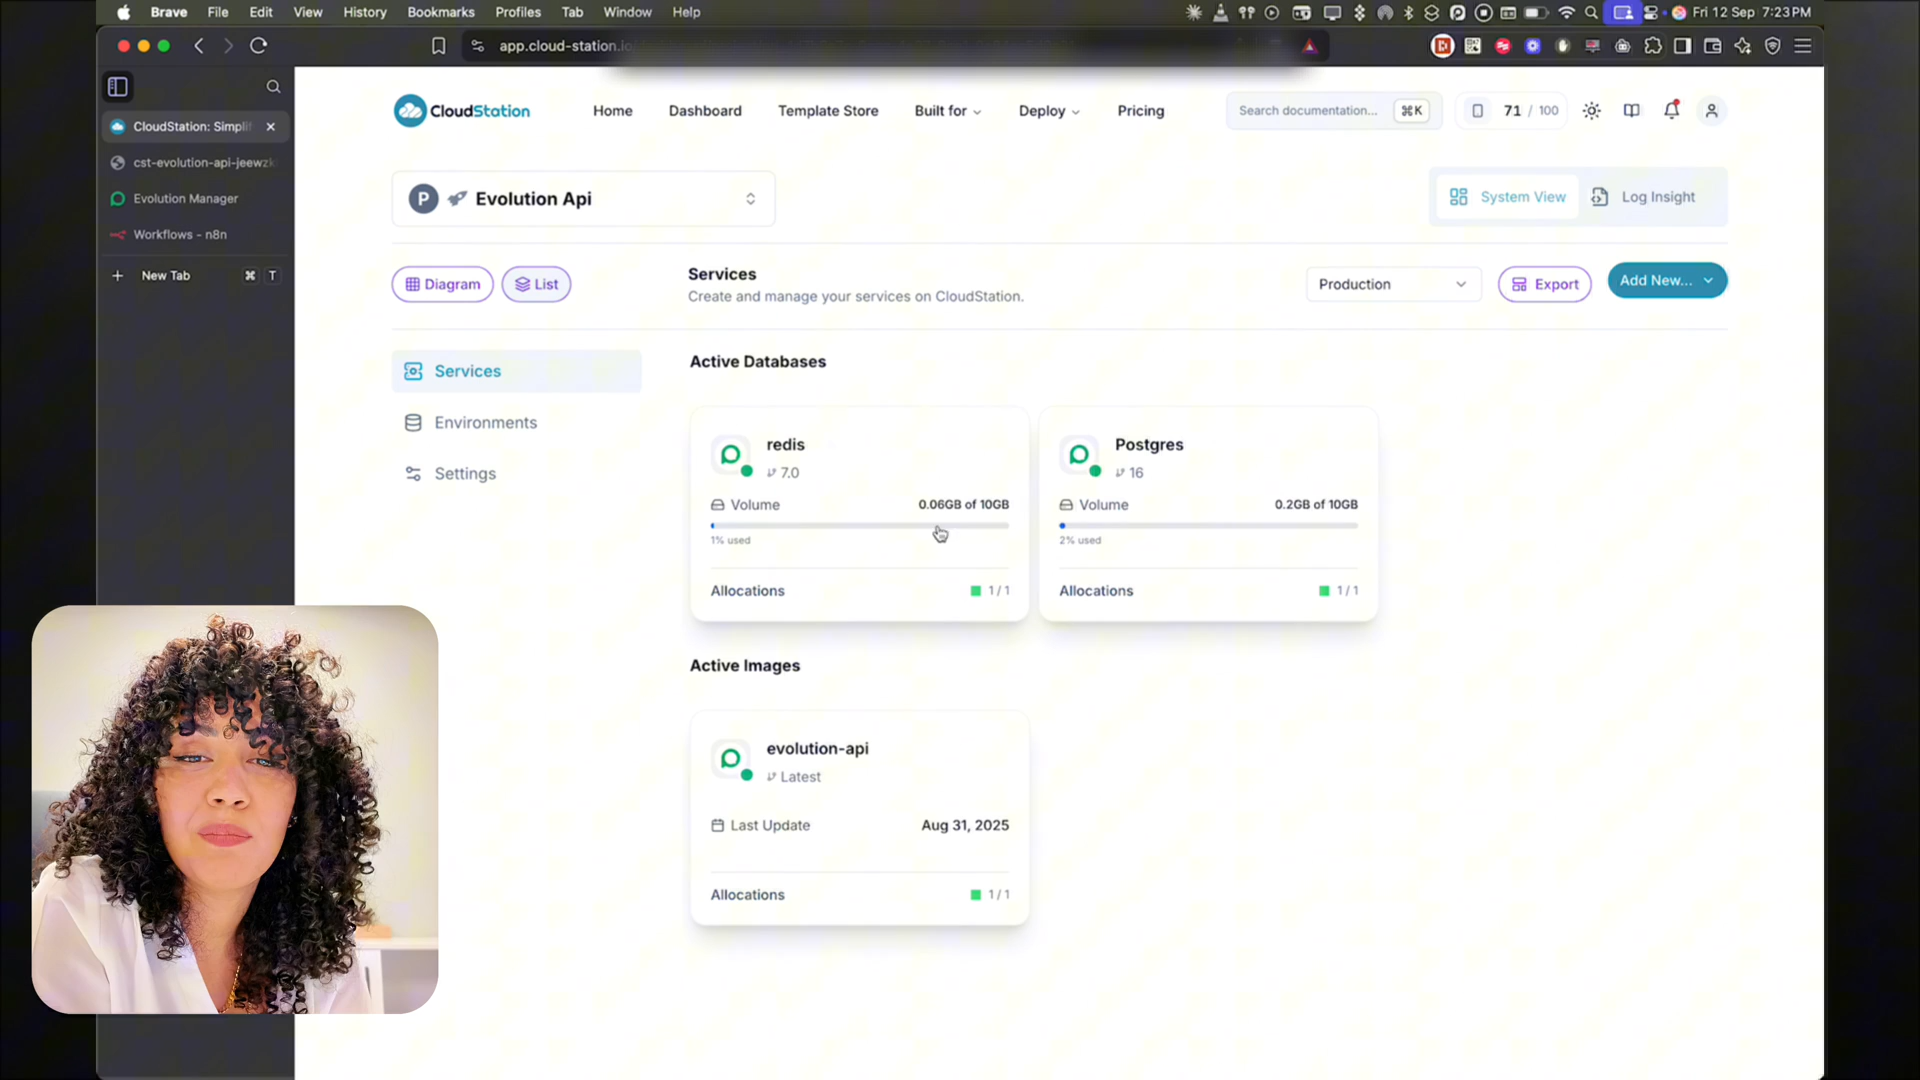 Brave File Edit View History Bookmarks Profiles Tab Window Help Fri 12 Sep 7:23PM
app.cloud-station.io
CloudStation: Simpli
cst-evolution-api-jeewzk
Evolution Manager
Workflows - n8n
New Tab ⌘ T
CloudStation Home Dashboard Template Store Built for Deploy Pricing Search documentation... ⌘K 71 / 100
P Evolution Api System View Log Insight
Diagram List
Services
Create and manage your services on CloudStation.
Production Export Add New...
Services
Environments
Settings
Active Databases
redis
7.0
Volume 0.06GB of 10GB
1% used
Allocations 1 / 1
Postgres
16
Volume 0.2GB of 10GB
2% used
Allocations 1 / 1
Active Images
evolution-api
Latest
Last Update Aug 31, 2025
Allocations 1 / 1